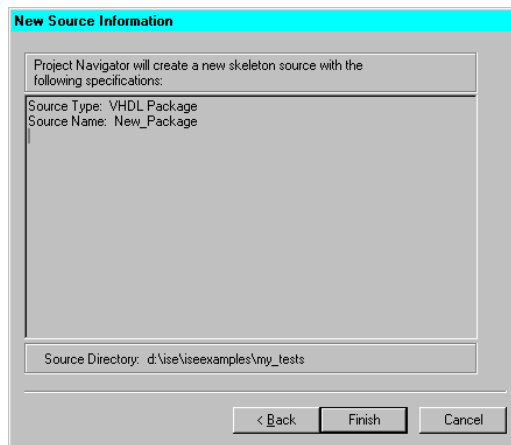 New Source Information
Project Navigator will create a new skeleton source with the
following specifications:
Source Type: VHDL Package
Source Name: New_Package
Source Directory: d:\ise\iseexamples\my_tests
< Back
Finish
Cancel